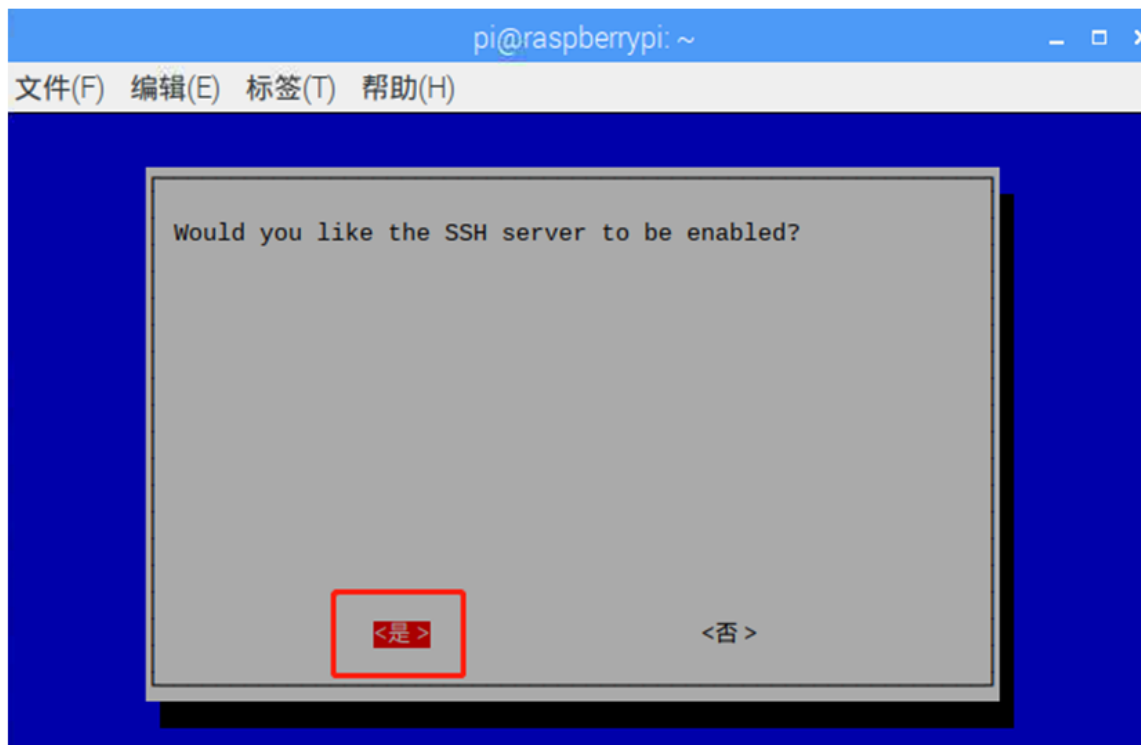 pi@raspberrypi: ~
文件(F) 编辑(E) 标签(T) 帮助(H)
Would you like the SSH server to be enabled?
<是> <否>